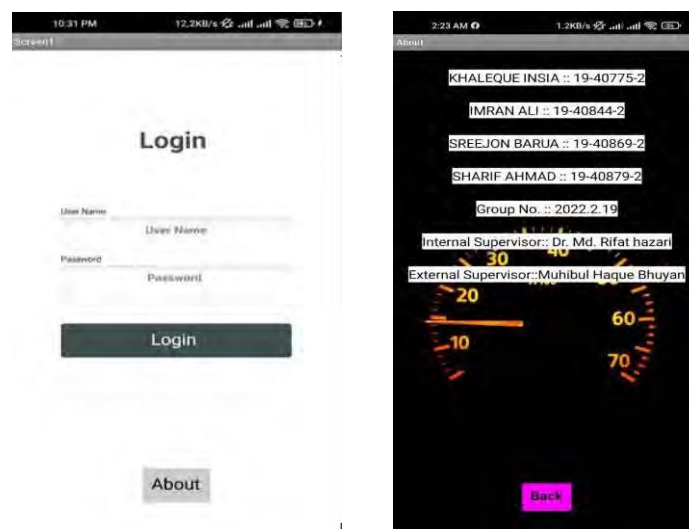 10:31 PM 12.2KB/s
Screen1
Login
User Name
User Name
Password
Password
Login
About
2:23 AM 1.2KB/s
About
KHALEQUE INSIA :: 19-40775-2
IMRAN ALI :: 19-40844-2
SREEJON BARUA :: 19-40869-2
SHARIF AHMAD :: 19-40879-2
Group No. :: 2022.2.19
Internal Supervisor:: Dr. Md. Rifat hazari
30 40
External Supervisor::Muhibul Haque Bhuyan
20
60
10
70
Back